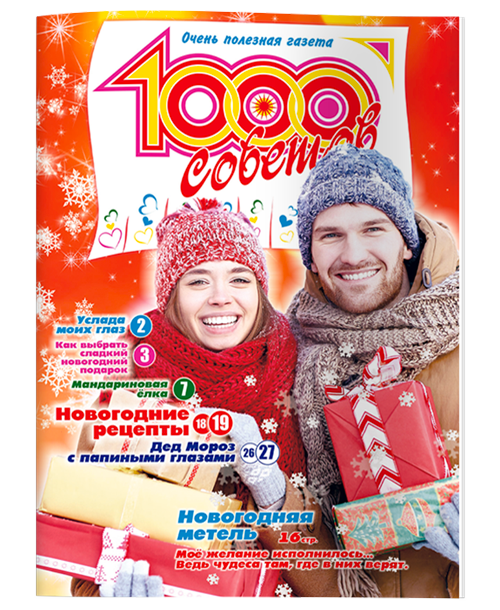 Очень полезная газета
1000
советов
Услада
моих глаз 2
Как выбрать
сладкий
новогодний
подарок 3
Мандариновая
ёлка 7
Новогодние
рецепты 18 19
Дед Мороз
с папиными глазами 26 27
Новогодняя
метель 16 стр.
Моё желание исполнилось...
Ведь чудеса там, где в них верят.